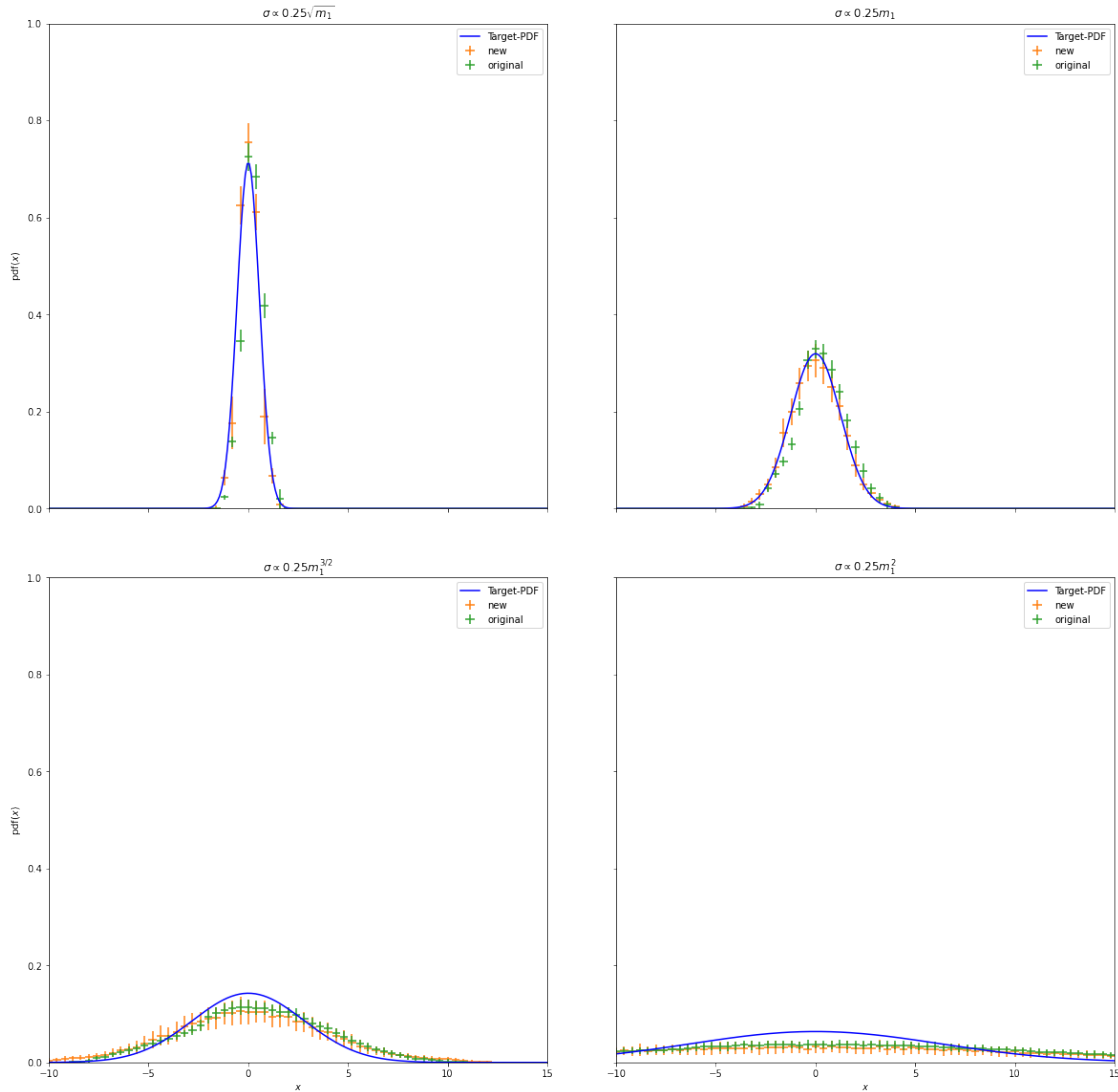 σ ∝ 0.25√m₁
1.0
0.8
0.6
0.4
0.2
0.0
pdf(x)
Target-PDF
new
original
σ ∝ 0.25m₁
Target-PDF
new
original
σ ∝ 0.25m₁^{3/2}
1.0
0.8
0.6
0.4
0.2
0.0
pdf(x)
Target-PDF
new
original
−10 −5 0 5 10 15
x
σ ∝ 0.25m₁²
Target-PDF
new
original
−10 −5 0 5 10 15
x